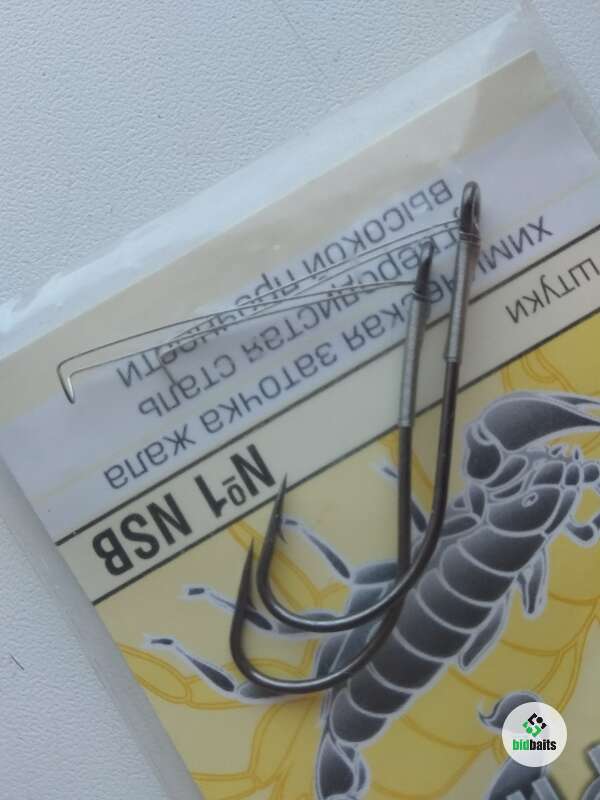 штуки №1 NSB
химическая заточка жала
углеродистая сталь
высокой прочности
bidbaits